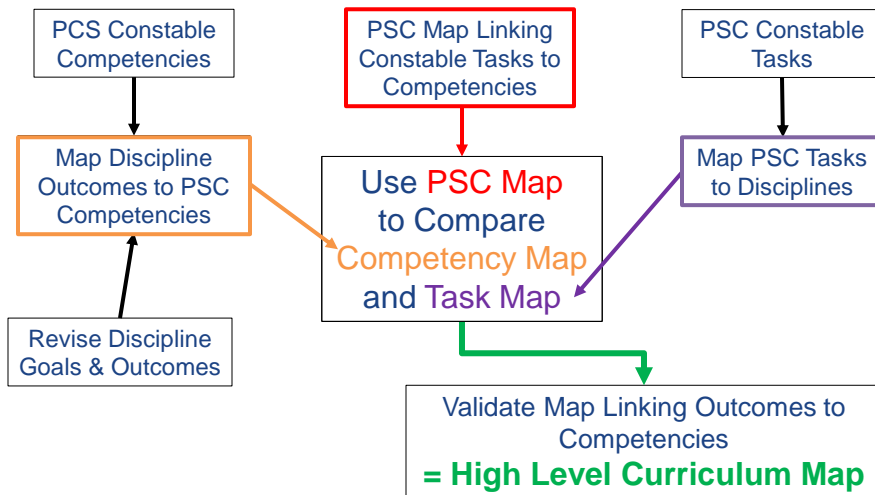 PCS Constable
Competencies
PSC Map Linking
Constable Tasks to
Competencies
PSC Constable
Tasks
Map Discipline
Outcomes to PSC
Competencies
Use PSC Map
to Compare
Competency Map
and Task Map
Map PSC Tasks
to Disciplines
Revise Discipline
Goals & Outcomes
Validate Map Linking Outcomes to
Competencies
= High Level Curriculum Map